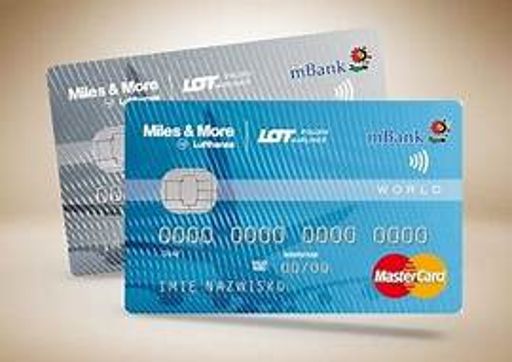 Miles & More | LOT POLISH AIRLINES mBank
Lufthansa
Miles & More | LOT POLISH AIRLINES mBank
Lufthansa
WORLD
0000 0000 0000 0000
00/00
MasterCard
IMIE NAZWISKO